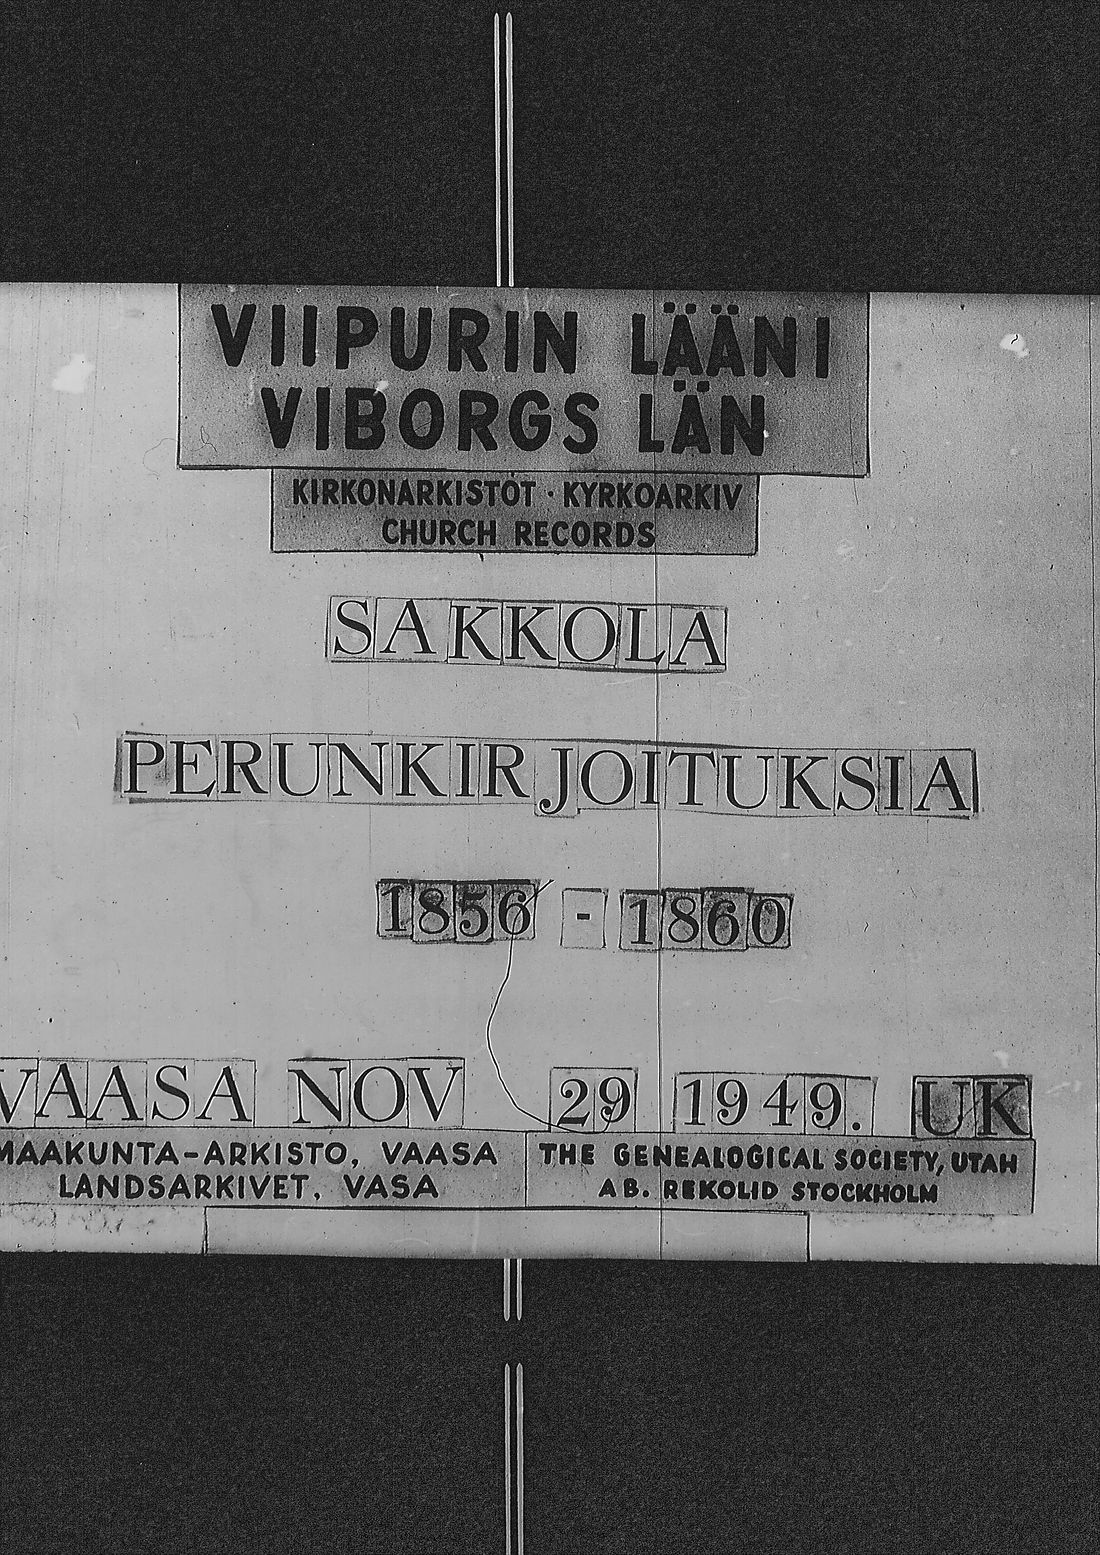 VIIPURIN LÄÄNI
VIBORGS LÄN
KIRKONARKISTOT · KYRKOARKIV
CHURCH RECORDS
SAKKOLA
PERUNKIRJOITUKSIA
1856 - 1860
VAASA NOV 29 1949. UK
MAAKUNTA-ARKISTO, VAASA
LANDSARKIVET, VASA
THE GENEALOGICAL SOCIETY, UTAH
AB. REKOLID STOCKHOLM